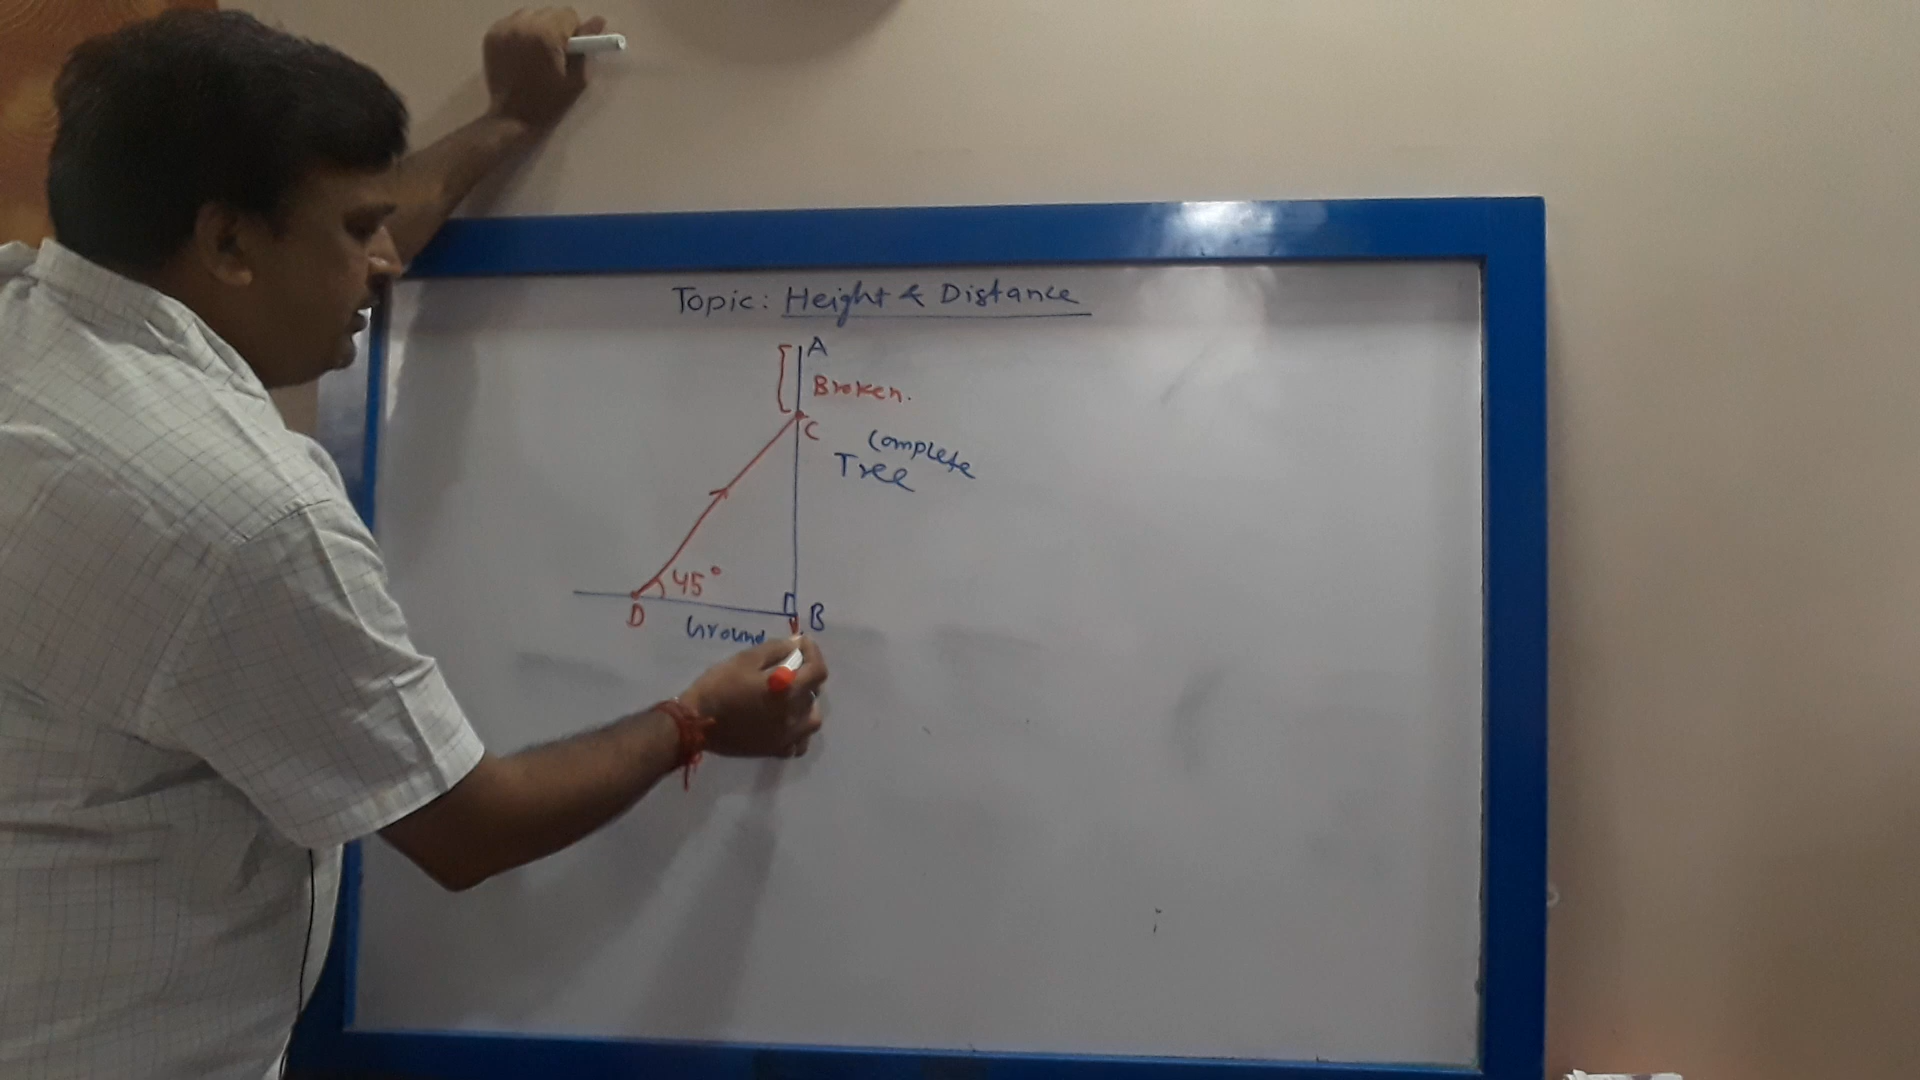 Topic: Height & Distance
A
Broken.
C
Complete
Tree
45°
D
B
Ground